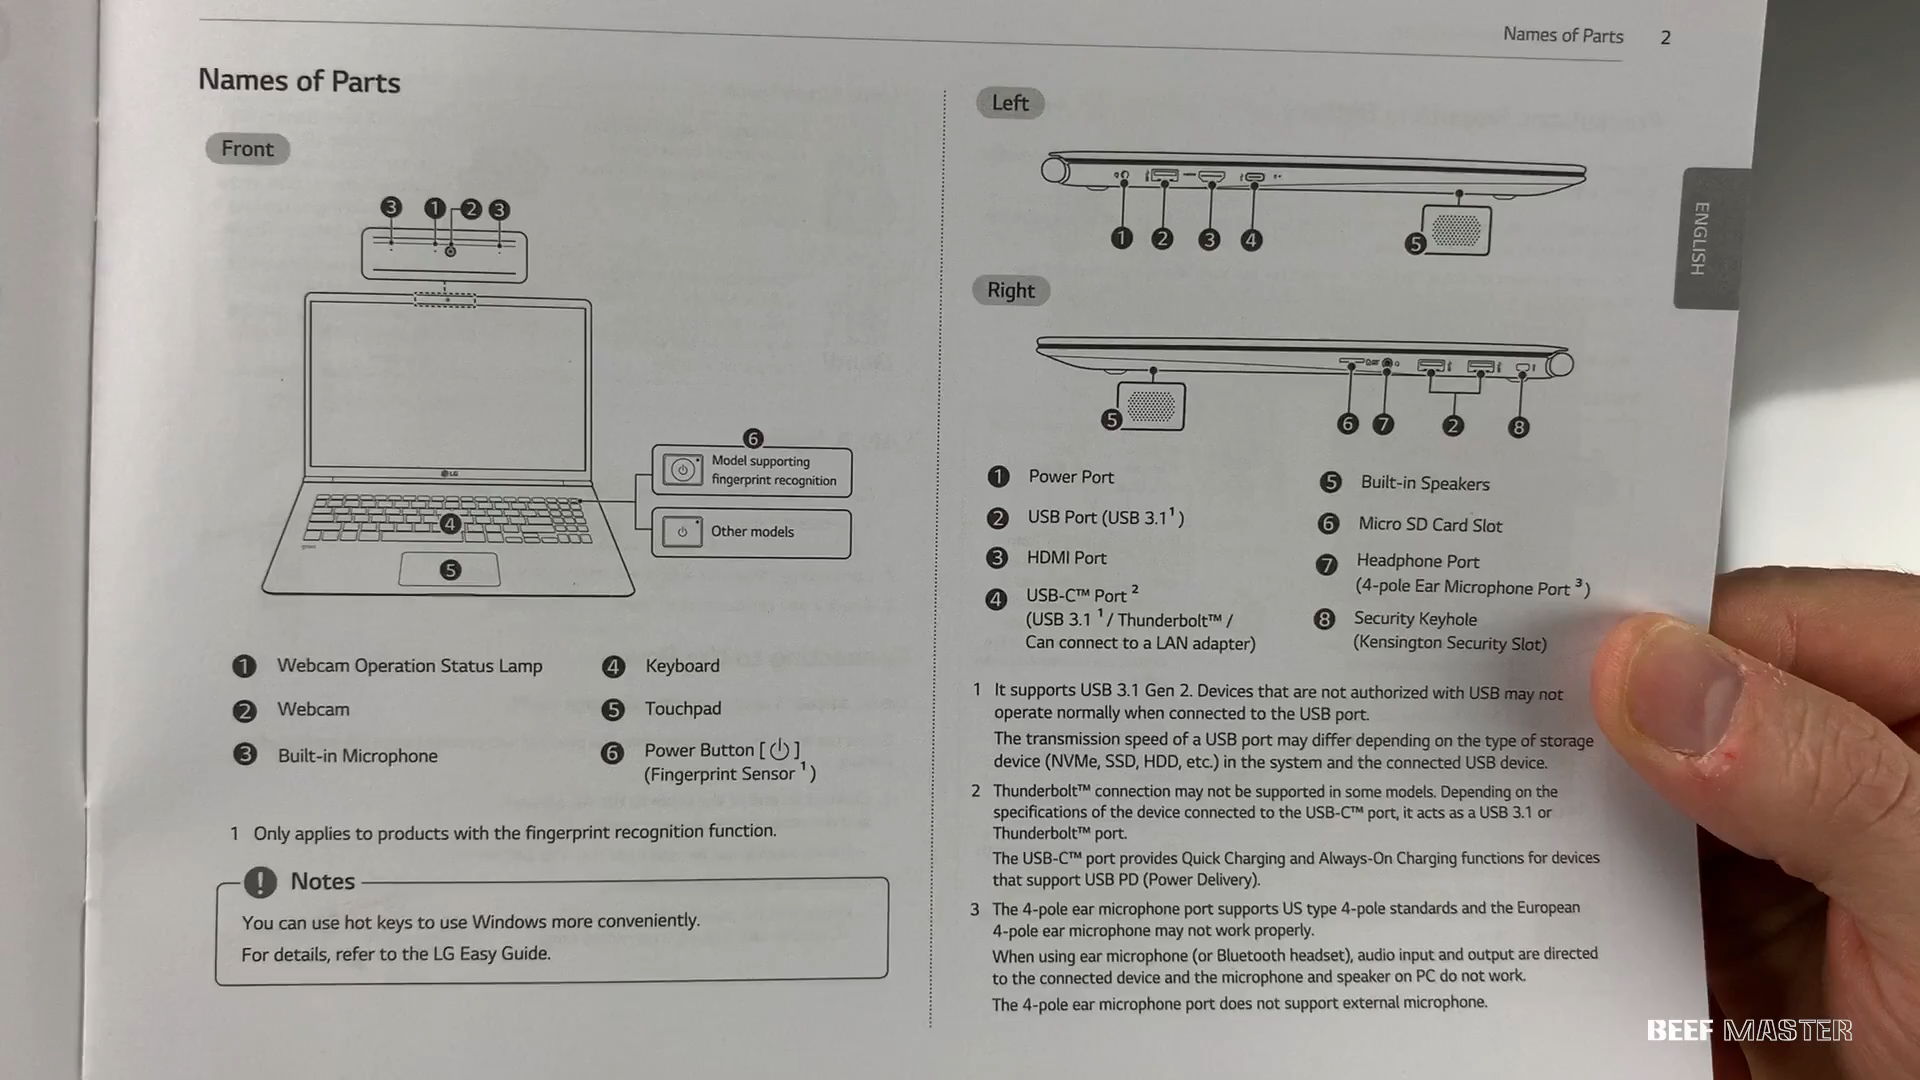 Names of Parts 2
Names of Parts
Front
3 1 2 3
LG
4
5
6
Model supporting
fingerprint recognition
Other models
1 Webcam Operation Status Lamp
2 Webcam
3 Built-in Microphone
4 Keyboard
5 Touchpad
6 Power Button [ ]
(Fingerprint Sensor 1)
1 Only applies to products with the fingerprint recognition function.
! Notes
You can use hot keys to use Windows more conveniently.
For details, refer to the LG Easy Guide.
Left
1 2 3 4 5
Right
5 6 7 2 8
1 Power Port
2 USB Port (USB 3.1 1)
3 HDMI Port
4 USB-C™ Port 2
(USB 3.1 1 / Thunderbolt™ /
Can connect to a LAN adapter)
5 Built-in Speakers
6 Micro SD Card Slot
7 Headphone Port
(4-pole Ear Microphone Port 3)
8 Security Keyhole
(Kensington Security Slot)
1 It supports USB 3.1 Gen 2. Devices that are not authorized with USB may not
operate normally when connected to the USB port.
The transmission speed of a USB port may differ depending on the type of storage
device (NVMe, SSD, HDD, etc.) in the system and the connected USB device.
2 Thunderbolt™ connection may not be supported in some models. Depending on the
specifications of the device connected to the USB-C™ port, it acts as a USB 3.1 or
Thunderbolt™ port.
The USB-C™ port provides Quick Charging and Always-On Charging functions for devices
that support USB PD (Power Delivery).
3 The 4-pole ear microphone port supports US type 4-pole standards and the European
4-pole ear microphone may not work properly.
When using ear microphone (or Bluetooth headset), audio input and output are directed
to the connected device and the microphone and speaker on PC do not work.
The 4-pole ear microphone port does not support external microphone.
ENGLISH
BEEF MASTER